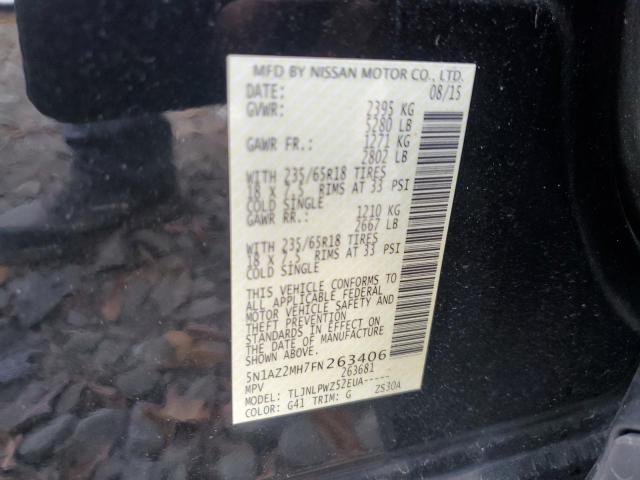 MFD BY NISSAN MOTOR CO., LTD.
DATE: 08/15
GVWR: 2395 KG
5280 LB
GAWR FR.: 1271 KG
2802 LB
WITH 235/65R18 TIRES
18 X 7.5 RIMS AT 33 PSI
COLD SINGLE
GAWR RR.: 1210 KG
2667 LB
WITH 235/65R18 TIRES
18 X 7.5 RIMS AT 33 PSI
COLD SINGLE
THIS VEHICLE CONFORMS TO
ALL APPLICABLE FEDERAL
MOTOR VEHICLE SAFETY AND
THEFT PREVENTION
STANDARDS IN EFFECT ON
THE DATE OF MANUFACTURE
SHOWN ABOVE.
5N1AZ2MH7FN263406
263681
MPV
MODEL: TLJNLPWZ52EUA-----
COLOR: G41 TRIM: G ZS30A